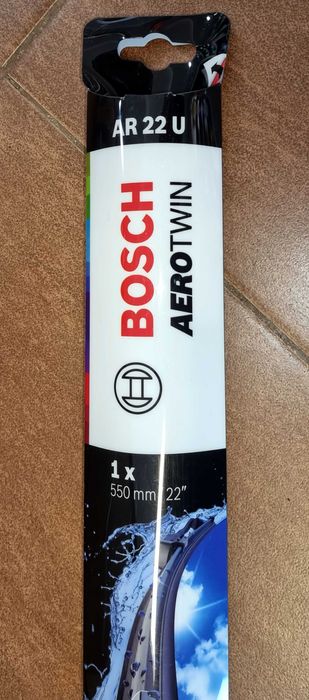 AR 22 U
BOSCH
AEROTWIN
1 x
550 mm 22"